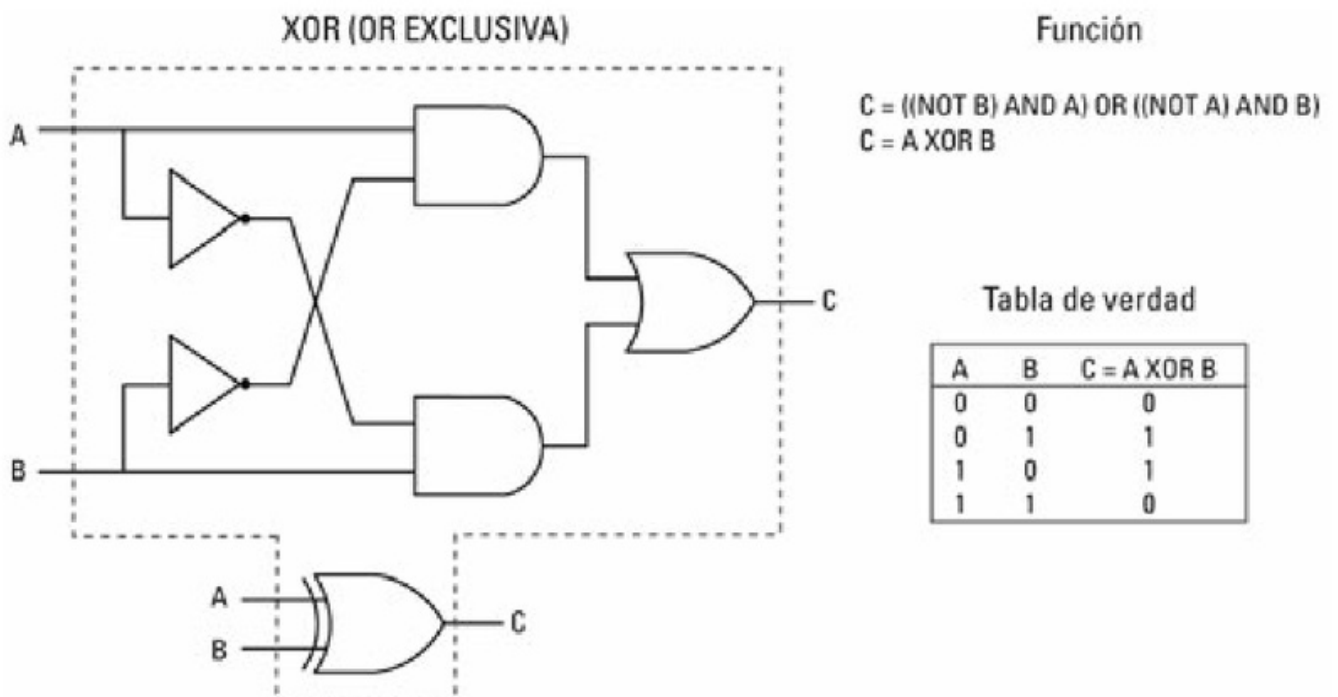 XOR (OR EXCLUSIVA)
A
B
C
A
B
C
Función
C = ((NOT B) AND A) OR ((NOT A) AND B)
C = A XOR B
Tabla de verdad
A B C = A XOR B
0 0 0
0 1 1
1 0 1
1 1 0